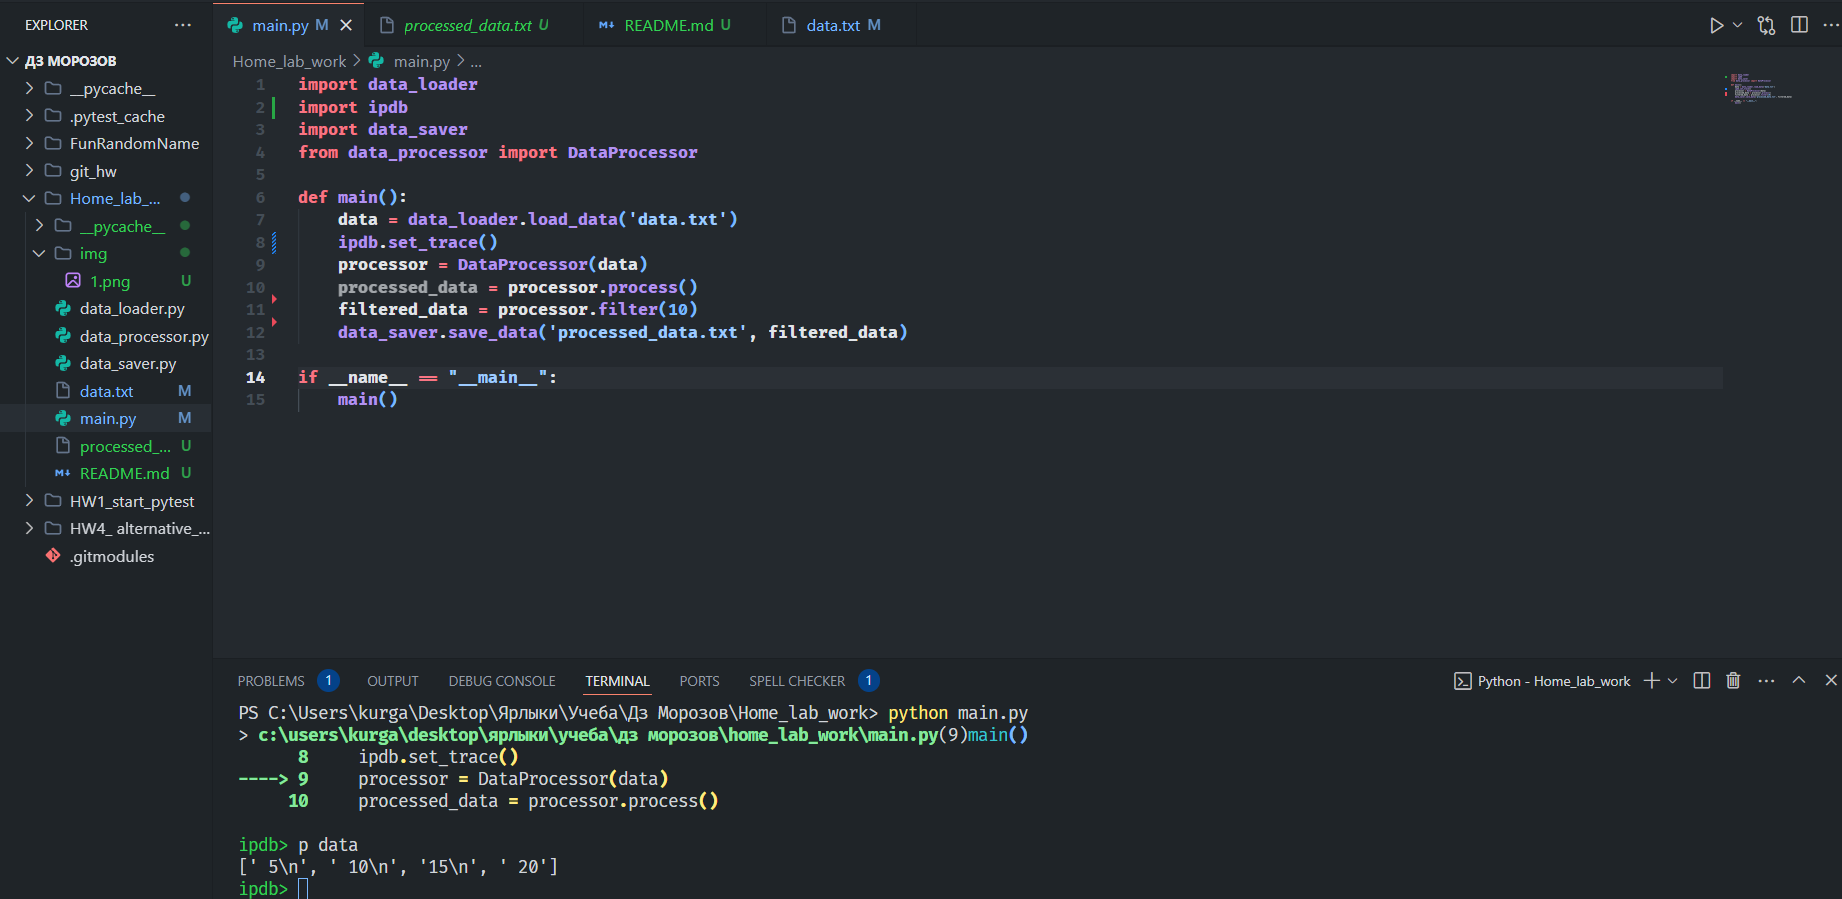 EXPLORER
ДЗ МОРОЗОВ
__pycache__
.pytest_cache
FunRandomName
git_hw
Home_lab_...
__pycache__
img
1.png U
data_loader.py
data_processor.py
data_saver.py
data.txt M
main.py M
processed_... U
README.md U
HW1_start_pytest
HW4_ alternative_...
.gitmodules
main.py M
processed_data.txt U
README.md U
data.txt M
Home_lab_work > main.py > ...
1 import data_loader
2 import ipdb
3 import data_saver
4 from data_processor import DataProcessor
5
6 def main():
7     data = data_loader.load_data('data.txt')
8     ipdb.set_trace()
9     processor = DataProcessor(data)
10     processed_data = processor.process()
11     filtered_data = processor.filter(10)
12     data_saver.save_data('processed_data.txt', filtered_data)
13
14 if __name__ == "__main__":
15     main()
PROBLEMS 1 OUTPUT DEBUG CONSOLE TERMINAL PORTS SPELL CHECKER 1
Python - Home_lab_work
PS C:\Users\kurga\Desktop\Ярлыки\Учеба\Дз Морозов\Home_lab_work> python main.py
> c:\users\kurga\desktop\ярлыки\учеба\дз морозов\home_lab_work\main.py(9)main()
      8     ipdb.set_trace()
----> 9     processor = DataProcessor(data)
     10     processed_data = processor.process()
ipdb> p data
[' 5\n', ' 10\n', '15\n', ' 20']
ipdb>